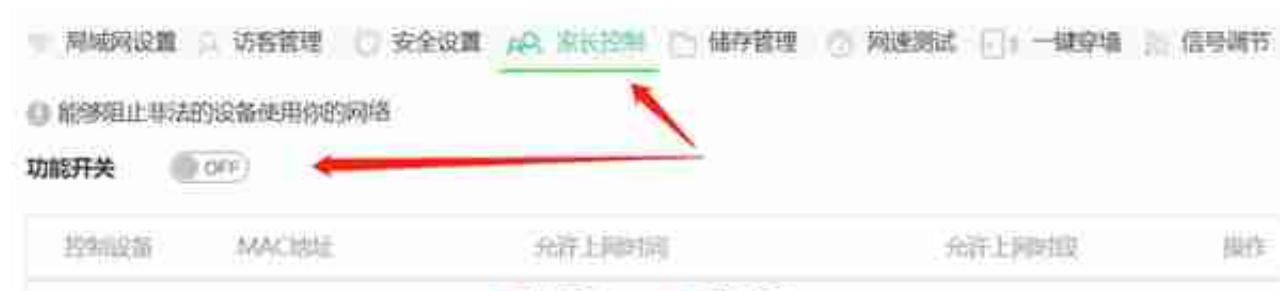 局域网设置 访客管理 安全设置 家长控制 储存管理 网速测试 一键穿墙 信号调节
能够阻止非法的设备使用你的网络
功能开关 OFF
控制设备 MAC地址 允许上网时间 允许上网时段 操作